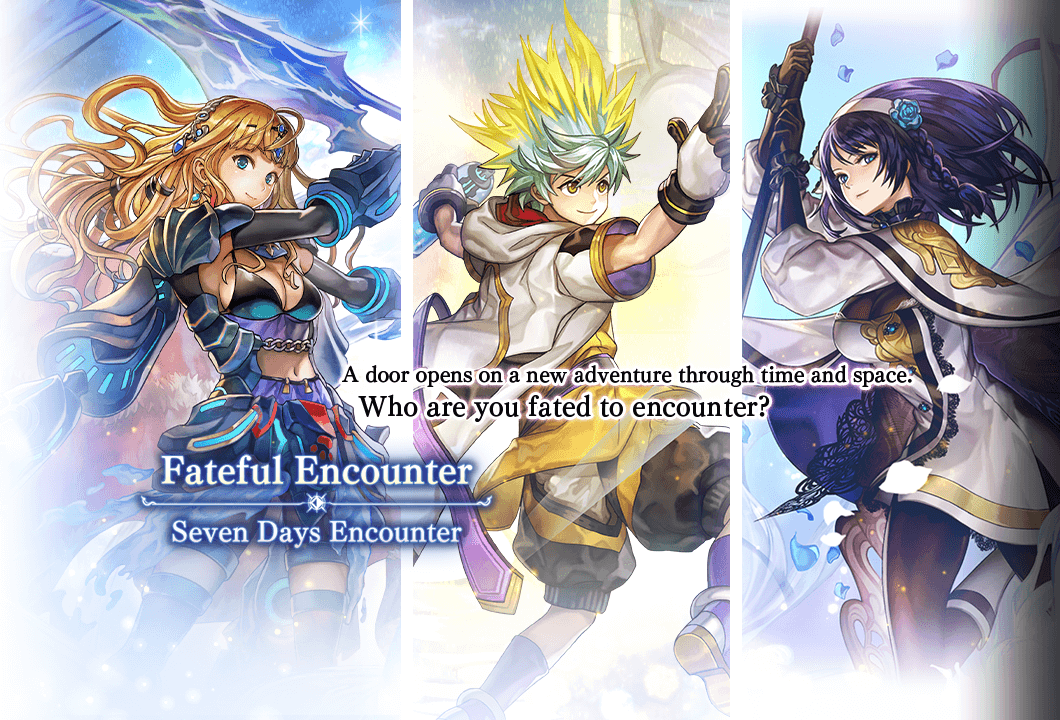 A door opens on a new adventure through time and space.
Who are you fated to encounter?
Fateful Encounter
Seven Days Encounter